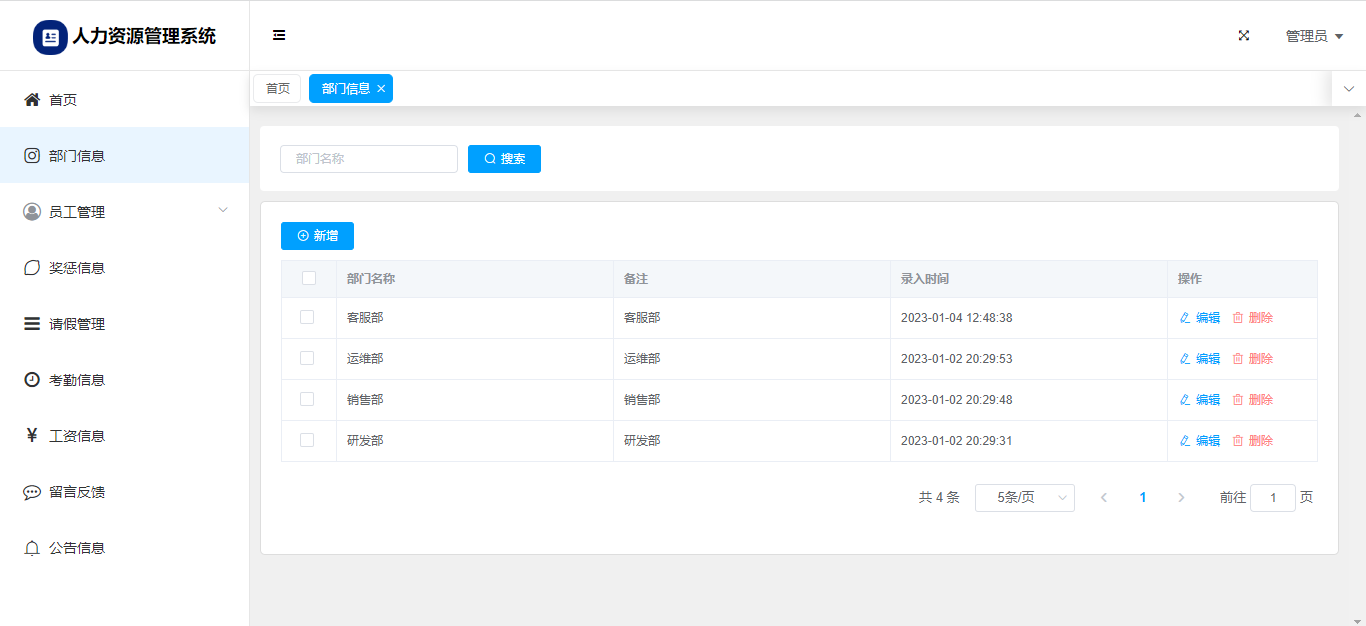 人力资源管理系统
管理员
首页
部门信息
员工管理
奖惩信息
请假管理
考勤信息
工资信息
留言反馈
公告信息
首页 部门信息
部门名称 搜索
新增
部门名称 备注 录入时间 操作
客服部 客服部 2023-01-04 12:48:38 编辑 删除
运维部 运维部 2023-01-02 20:29:53 编辑 删除
销售部 销售部 2023-01-02 20:29:48 编辑 删除
研发部 研发部 2023-01-02 20:29:31 编辑 删除
共 4 条 5条/页 1 前往 1 页